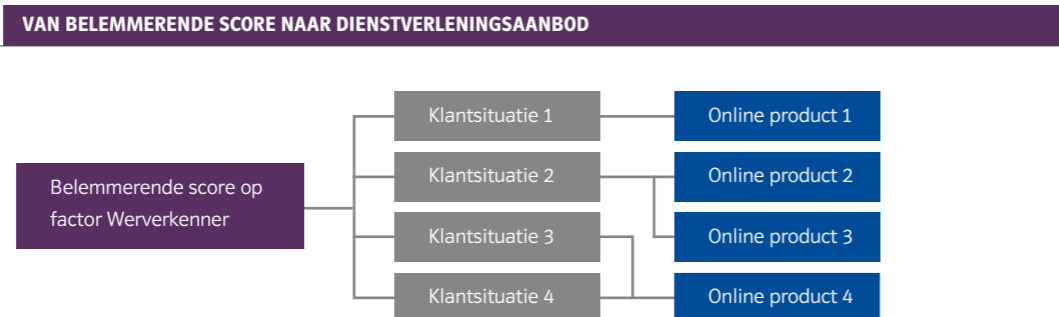 VAN BELEMMERENDE SCORE NAAR DIENSTVERLENINGSAANBOD
Belemmerende score op
factor Werverkenner
Klantsituatie 1
Klantsituatie 2
Klantsituatie 3
Klantsituatie 4
Online product 1
Online product 2
Online product 3
Online product 4